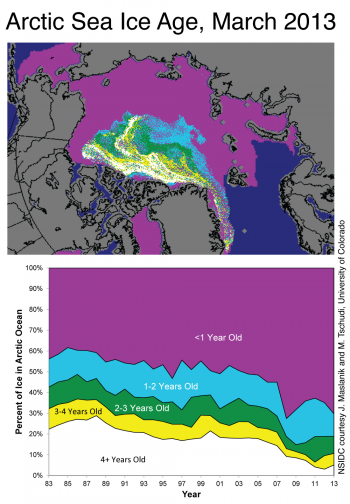 Arctic Sea Ice Age, March 2013
100%
90%
80%
70%
60%
50%
40%
30%
20%
10%
0%
Percent of Ice in Arctic Ocean
<1 Year Old
1-2 Years Old
2-3 Years Old
3-4 Years Old
4+ Years Old
83 85 87 89 91 93 95 97 99 01 03 05 07 09 11 13
Year
NSIDC courtesy J. Maslanik and M. Tschudi, University of Colorado